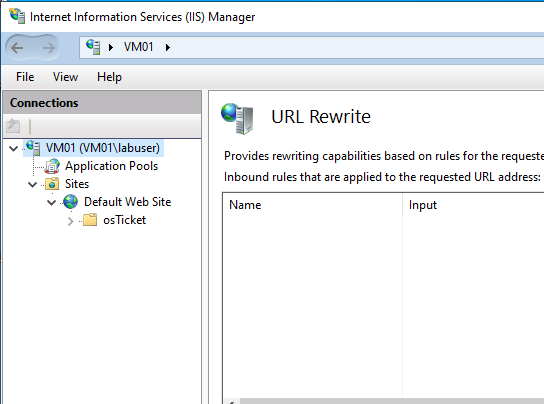 Internet Information Services (IIS) Manager
VM01
File View Help
Connections
VM01 (VM01\labuser)
Application Pools
Sites
Default Web Site
osTicket
URL Rewrite
Provides rewriting capabilities based on rules for the requeste
Inbound rules that are applied to the requested URL address:
Name Input